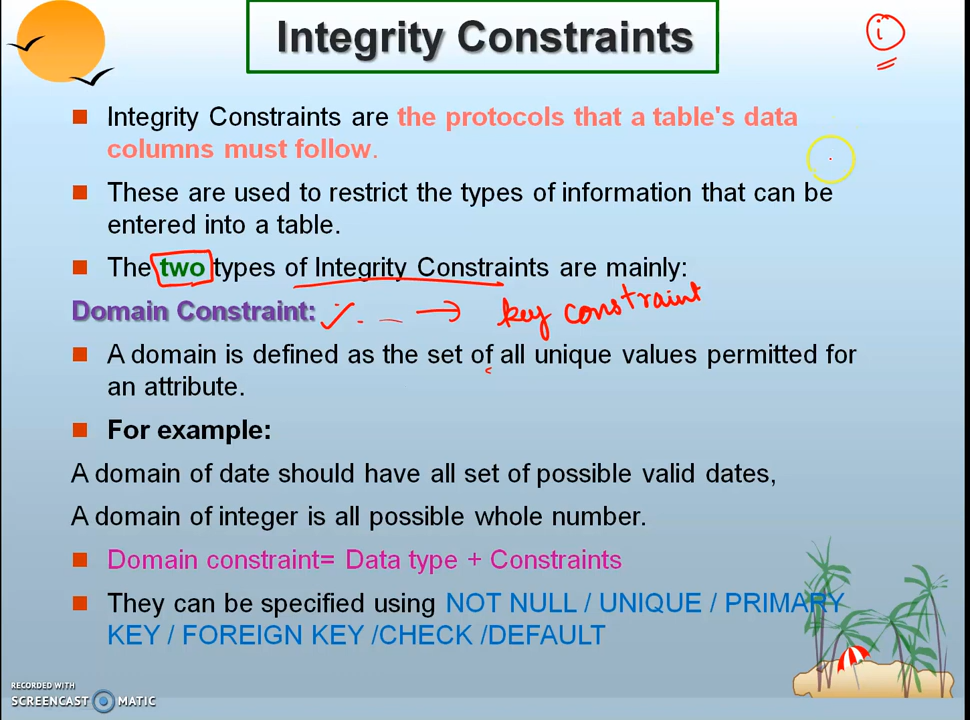 Integrity Constraints
i
Integrity Constraints are the protocols that a table's data
columns must follow.
These are used to restrict the types of information that can be
entered into a table.
The two types of Integrity Constraints are mainly:
Domain Constraint: → key constraint
A domain is defined as the set of all unique values permitted for
an attribute.
For example:
A domain of date should have all set of possible valid dates,
A domain of integer is all possible whole number.
Domain constraint= Data type + Constraints
They can be specified using NOT NULL / UNIQUE / PRIMARY
KEY / FOREIGN KEY /CHECK /DEFAULT
RECORDED WITH
SCREENCAST MATIC